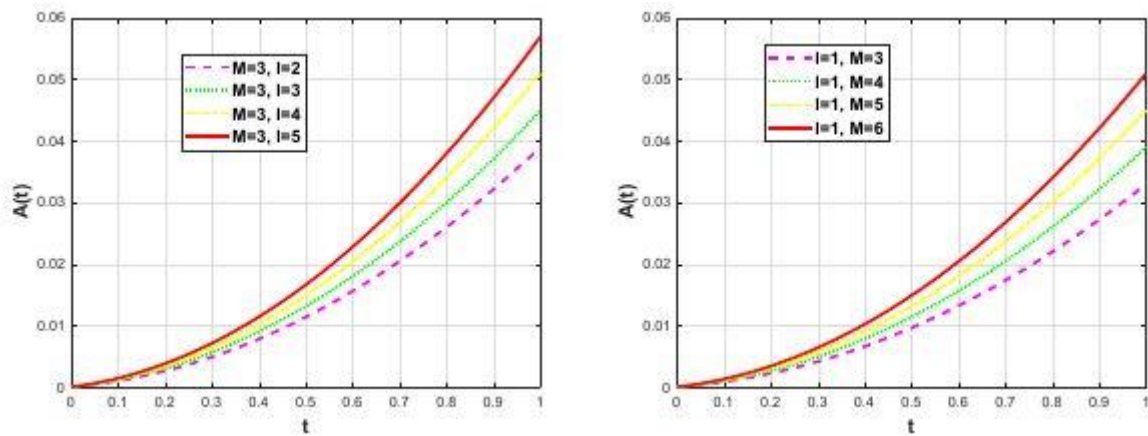 0.06
0.05
0.04
0.03
0.02
0.01
0
A(t)
M=3, I=2
M=3, I=3
M=3, I=4
M=3, I=5
0 0.1 0.2 0.3 0.4 0.5 0.6 0.7 0.8 0.9 1
t
0.06
0.05
0.04
0.03
0.02
0.01
0
A(t)
I=1, M=3
I=1, M=4
I=1, M=5
I=1, M=6
0 0.1 0.2 0.3 0.4 0.5 0.6 0.7 0.8 0.9 1
t